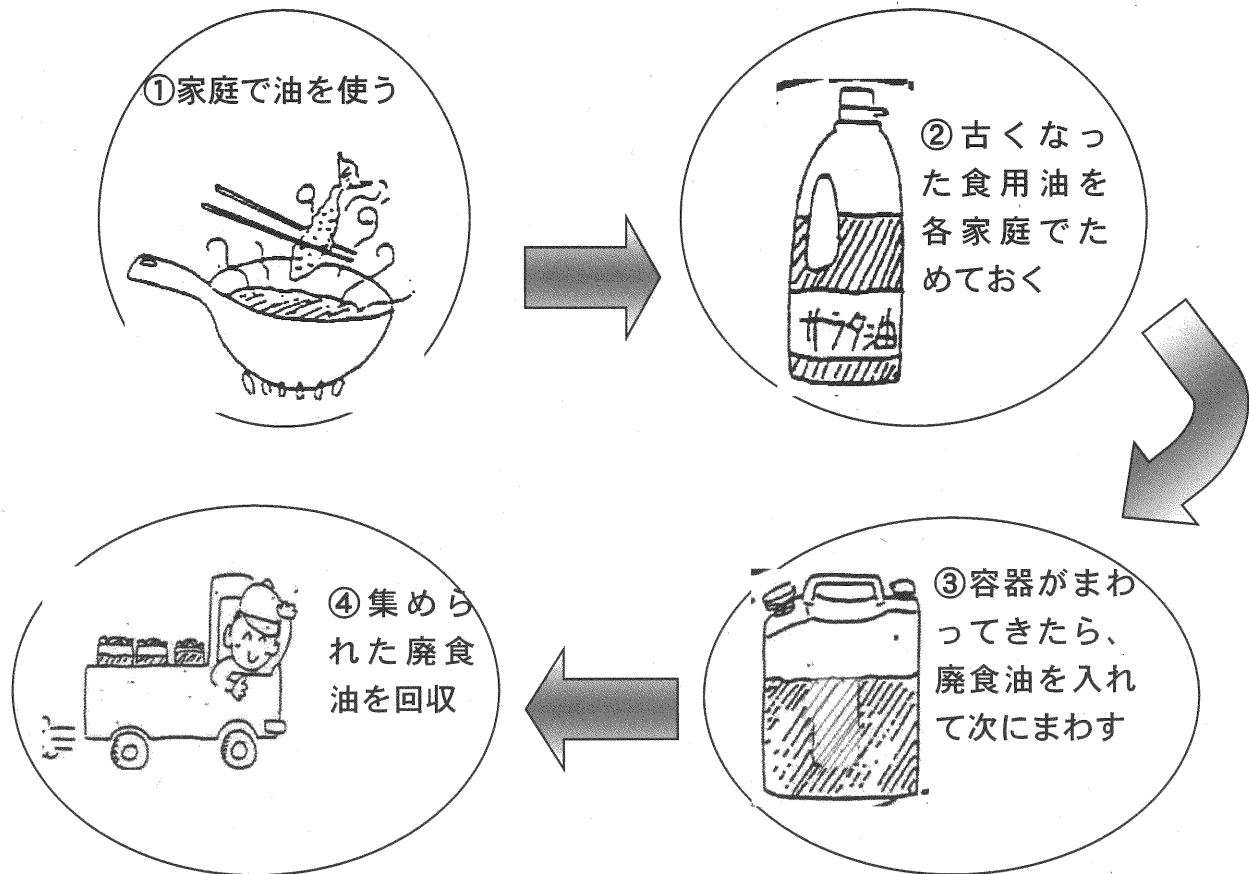 ①家庭で油を使う
②古くなっ
た食用油を
各家庭でた
めておく
サラダ油
③容器がまわ
ってきたら、
廃食油を入れ
て次にまわす
④集めら
れた廃食
油を回収